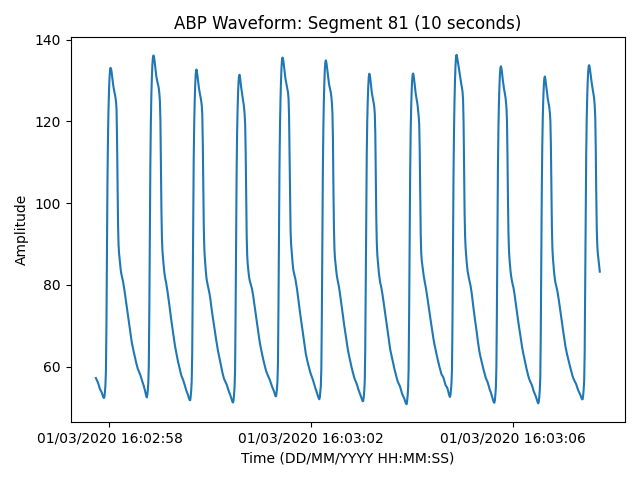 ABP Waveform: Segment 81 (10 seconds)
140
120
100
80
60
Amplitude
01/03/2020 16:02:58
01/03/2020 16:03:02
01/03/2020 16:03:06
Time (DD/MM/YYYY HH:MM:SS)